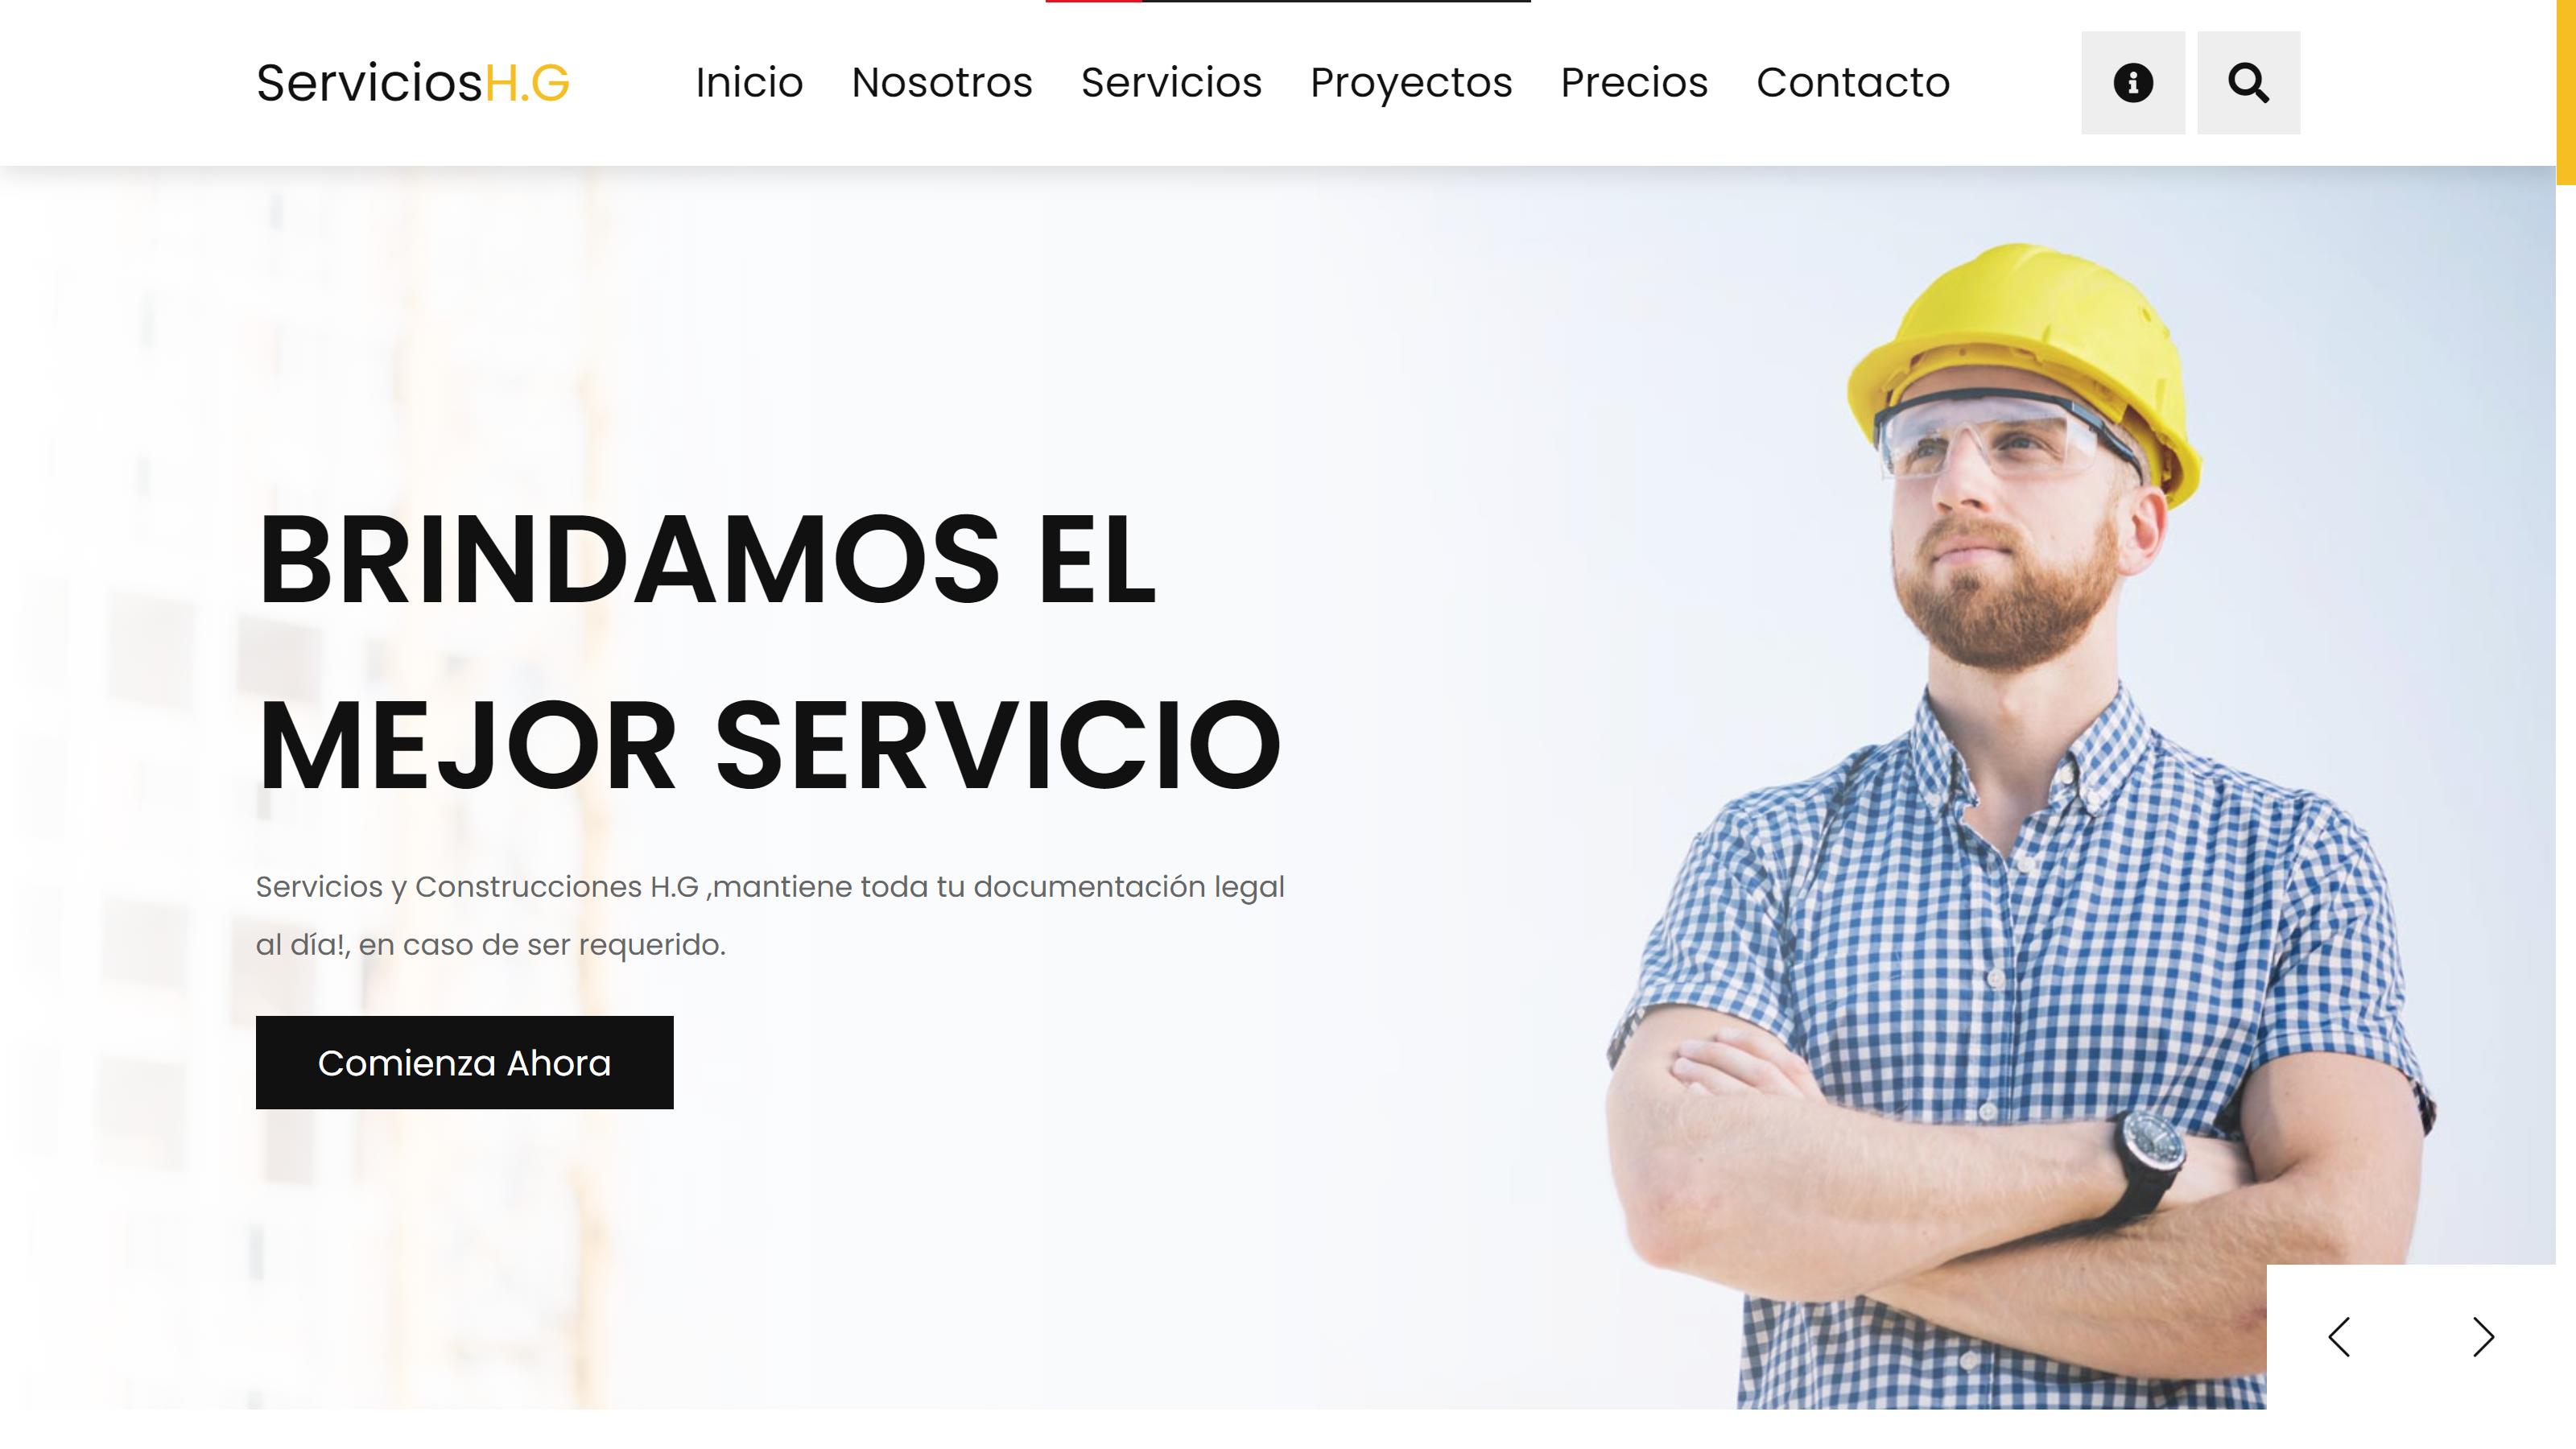 ServiciosH.G
Inicio Nosotros Servicios Proyectos Precios Contacto
BRINDAMOS EL
MEJOR SERVICIO
Servicios y Construcciones H.G ,mantiene toda tu documentación legal
al día!, en caso de ser requerido.
Comienza Ahora